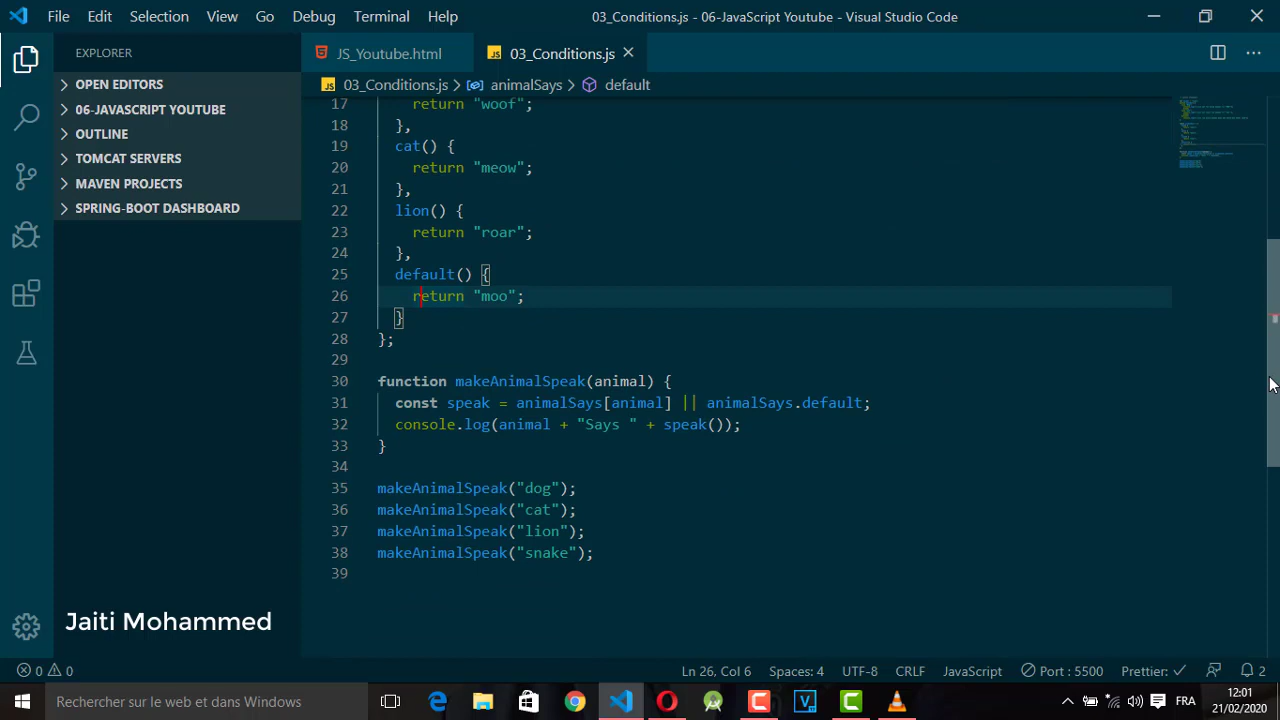 File Edit Selection View Go Debug Terminal Help 03_Conditions.js - 06-JavaScript Youtube - Visual Studio Code
EXPLORER
OPEN EDITORS
06-JAVASCRIPT YOUTUBE
OUTLINE
TOMCAT SERVERS
MAVEN PROJECTS
SPRING-BOOT DASHBOARD
Jaiti Mohammed
JS_Youtube.html JS 03_Conditions.js
JS 03_Conditions.js > animalSays > default
17 return "woof";
18 },
19 cat() {
20 return "meow";
21 },
22 lion() {
23 return "roar";
24 },
25 default() {
26 return "moo";
27 }
28 };
29
30 function makeAnimalSpeak(animal) {
31 const speak = animalSays[animal] || animalSays.default;
32 console.log(animal + "Says " + speak());
33 }
34
35 makeAnimalSpeak("dog");
36 makeAnimalSpeak("cat");
37 makeAnimalSpeak("lion");
38 makeAnimalSpeak("snake");
39
0 0 Ln 26, Col 6 Spaces: 4 UTF-8 CRLF JavaScript Port : 5500 Prettier: ✓ 2
Rechercher sur le web et dans Windows FRA 12:01
21/02/2020